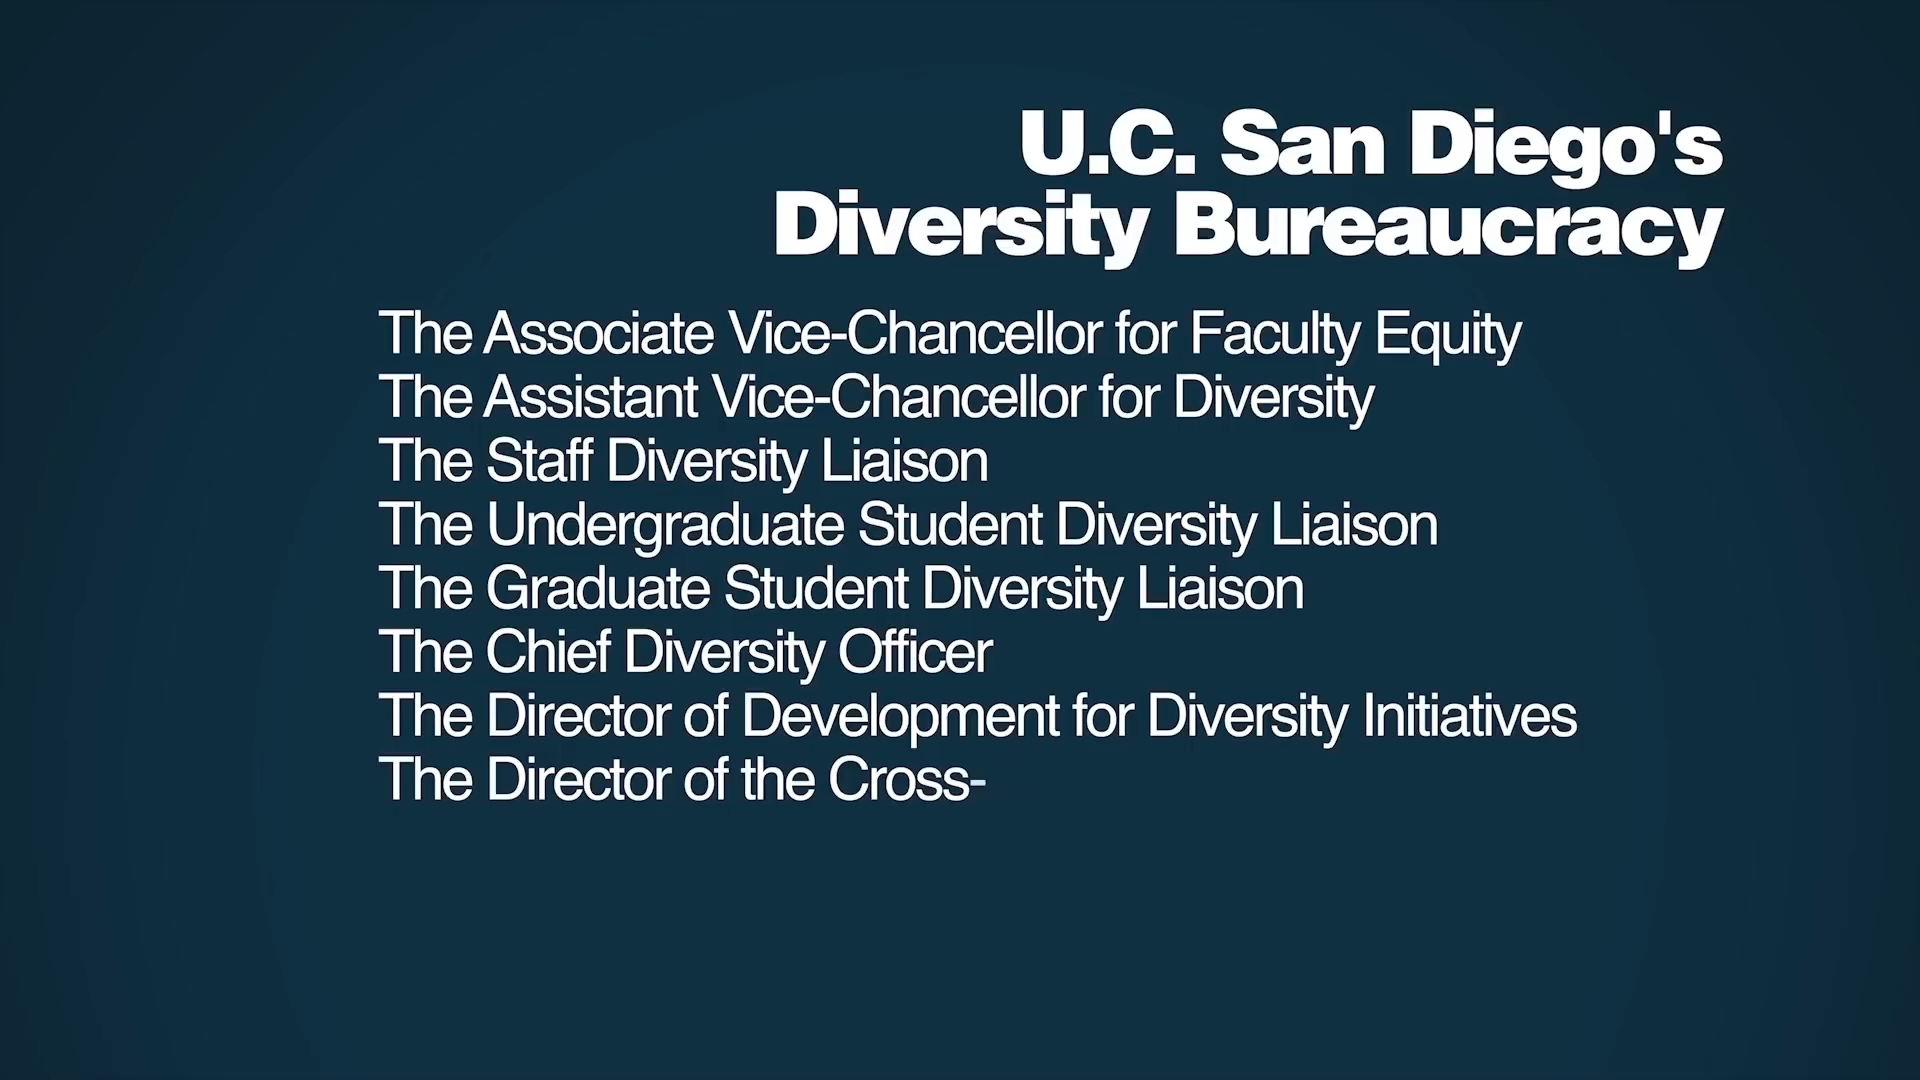 U.C. San Diego's
Diversity Bureaucracy
The Associate Vice-Chancellor for Faculty Equity
The Assistant Vice-Chancellor for Diversity
The Staff Diversity Liaison
The Undergraduate Student Diversity Liaison
The Graduate Student Diversity Liaison
The Chief Diversity Officer
The Director of Development for Diversity Initiatives
The Director of the Cross-